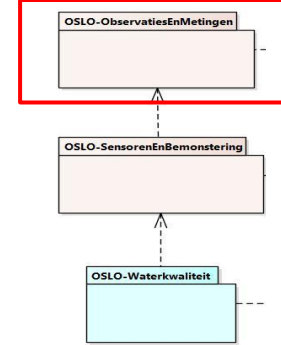 OSLO-ObservatiesEnMetingen
OSLO-SensorenEnBemonstering
OSLO-Waterkwaliteit